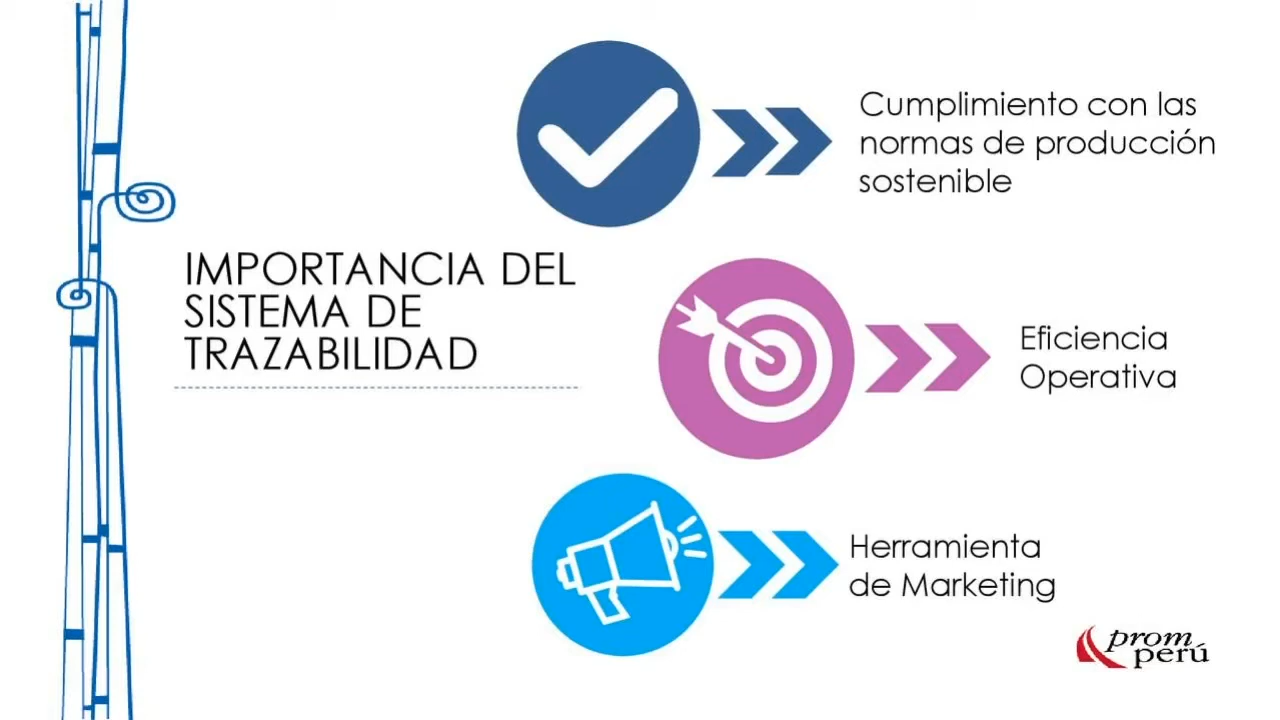 IMPORTANCIA DEL
SISTEMA DE
TRAZABILIDAD
Cumplimiento con las
normas de producción
sostenible
Eficiencia
Operativa
Herramienta
de Marketing
prom
perú